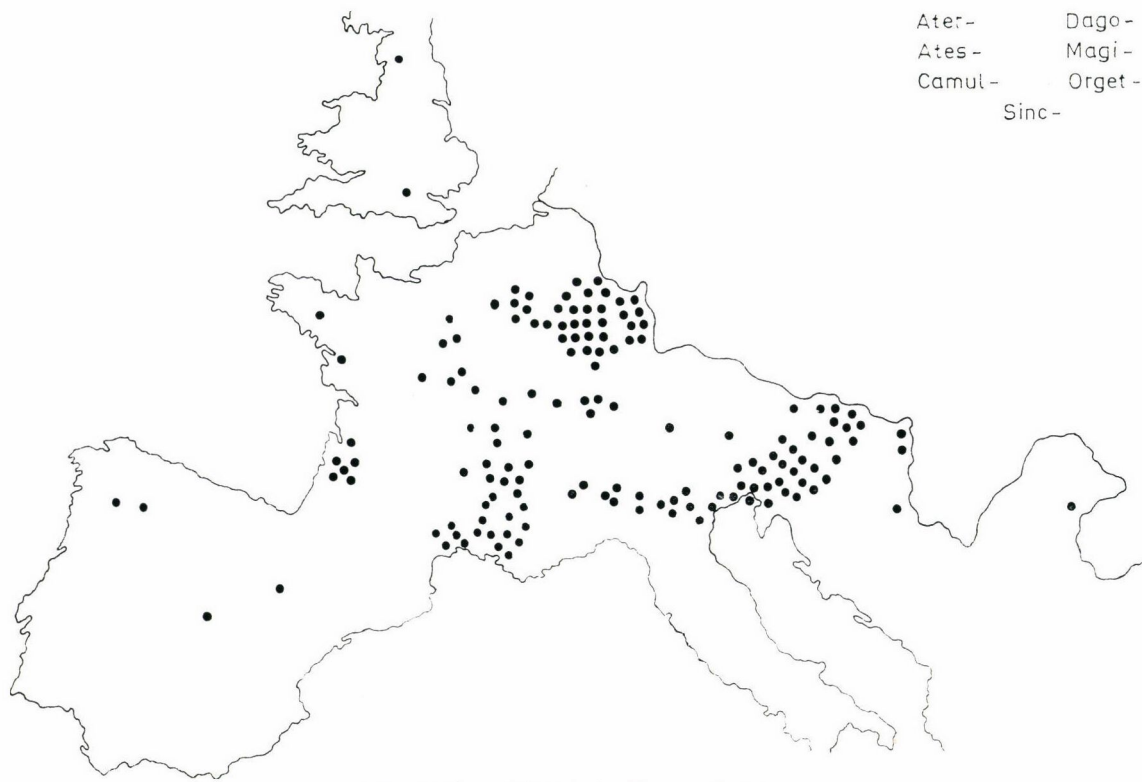 Ater- Dago-
Ates- Magi-
Camul- Orget-
Sinc-